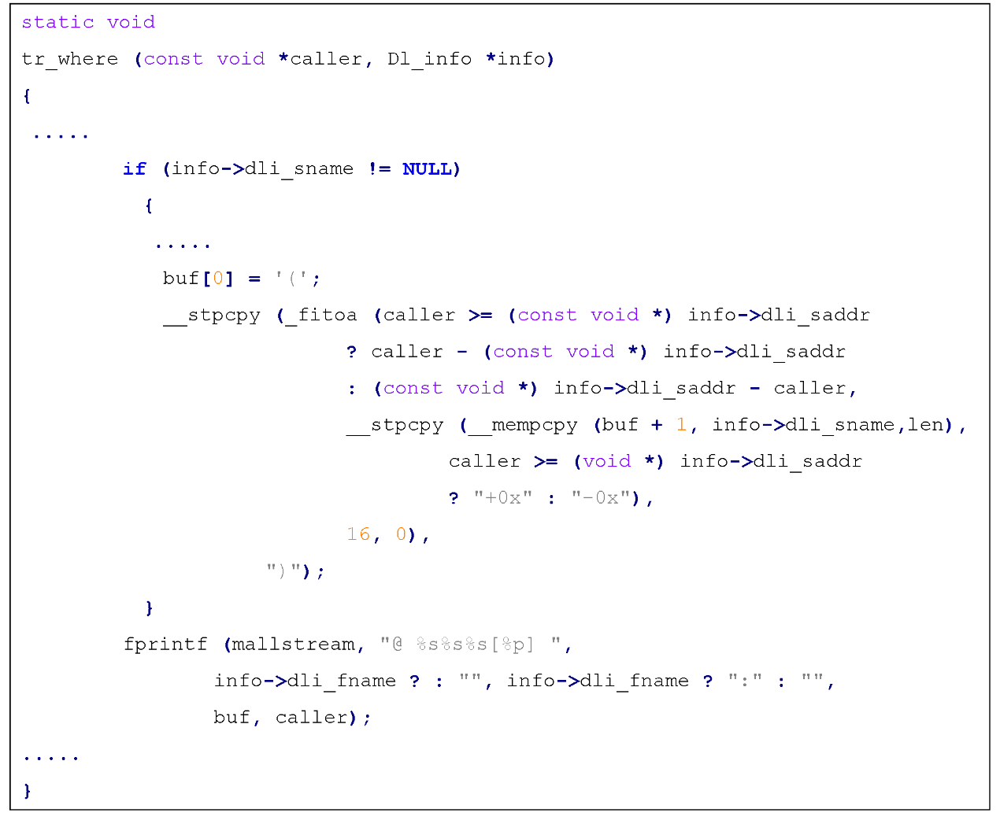 static void
tr_where (const void *caller, Dl_info *info)
{
.....
if (info->dli_sname != NULL)
{
.....
buf[0] = '(';
__stpcpy (_fitoa (caller >= (const void *) info->dli_saddr
? caller - (const void *) info->dli_saddr
: (const void *) info->dli_saddr - caller,
__stpcpy (__mempcpy (buf + 1, info->dli_sname,len),
caller >= (void *) info->dli_saddr
? "+0x" : "-0x"),
16, 0),
")");
}
fprintf (mallstream, "@ %s%s%s[%p] ",
info->dli_fname ? : "", info->dli_fname ? ":" : "",
buf, caller);
.....
}